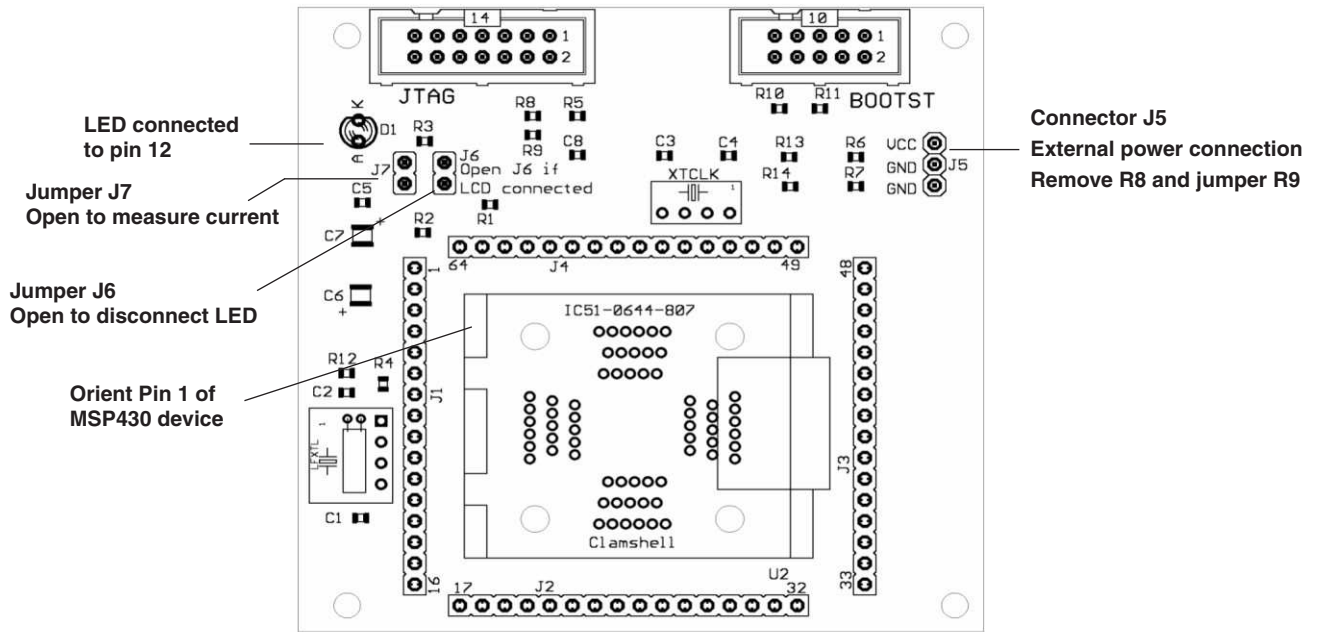 14
1
2
JTAG
10
1
2
BOOTST
R10
R11
LED connected
to pin 12
K
A
D1
R3
R8
R5
R9
C8
C3
C4
R13
R6
R14
R7
VCC
GND
GND
J5
Connector J5
External power connection
Remove R8 and jumper R9
Jumper J7
Open to measure current
J7
J6
Open J6 if
LCD connected
C5
C7
+
R2
R1
XTCLK
1
64
J4
49
1
48
Jumper J6
Open to disconnect LED
C6
+
IC51-0644-807
Orient Pin 1 of
MSP430 device
R12
R4
C2
J1
1
LFXTL
J3
C1
Clamshell
16
17
J2
U2
32
33